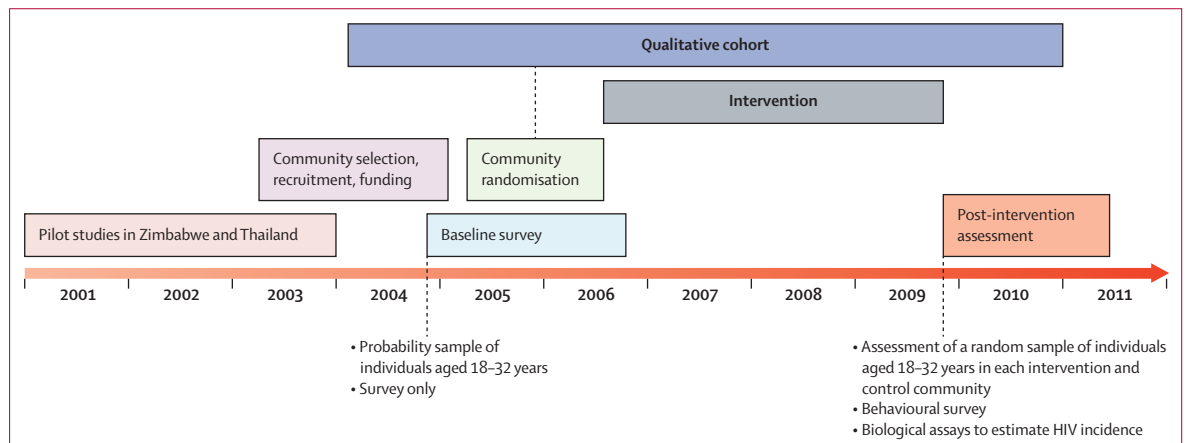 Qualitative cohort
Intervention
Community selection,
recruitment, funding
Community
randomisation
Pilot studies in Zimbabwe and Thailand
Baseline survey
Post-intervention
assessment
2001 2002 2003 2004 2005 2006 2007 2008 2009 2010 2011
• Probability sample of
individuals aged 18–32 years
• Survey only
• Assessment of a random sample of individuals
aged 18–32 years in each intervention and
control community
• Behavioural survey
• Biological assays to estimate HIV incidence